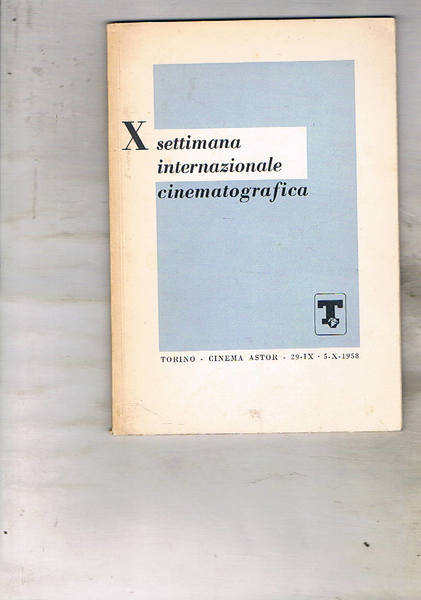 X settimana
internazionale
cinematografica
T
TORINO - CINEMA ASTOR - 29-IX - 5-X-1958